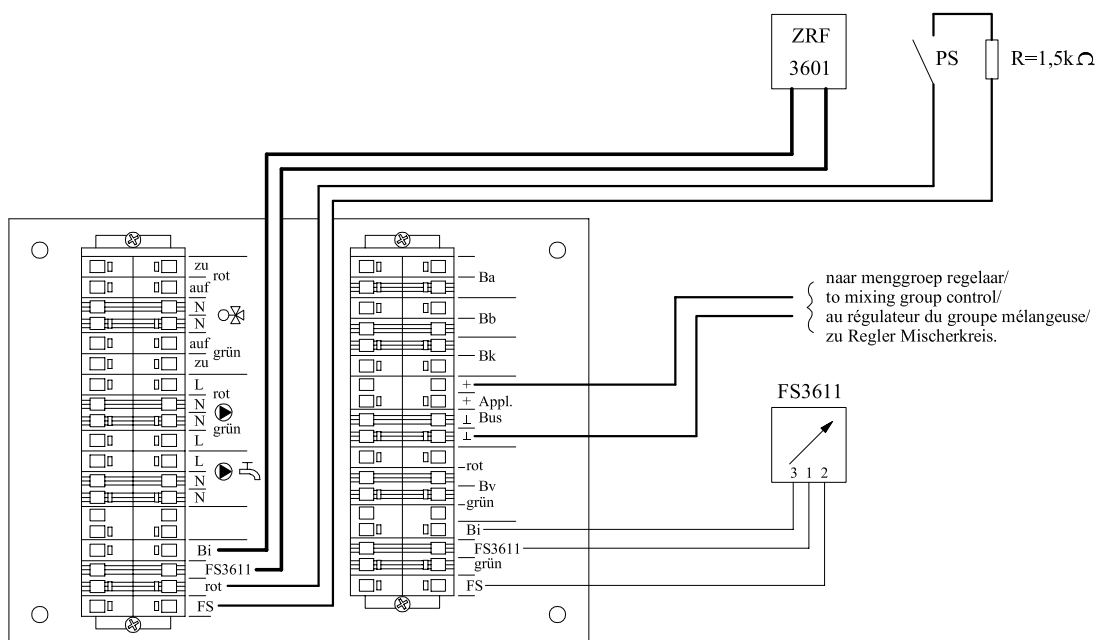 ZRF
3601
PS
R=1,5kΩ
zu
rot
auf
N
N
auf
grün
zu
L
rot
N
N
grün
L
L
N
N
Bi
FS3611
rot
FS
Ba
Bb
Bk
+
+ Appl.
⊥ Bus
⊥
rot
Bv
grün
Bi
FS3611
grün
FS
naar menggroep regelaar/
to mixing group control/
au régulateur du groupe mélangeuse/
zu Regler Mischerkreis.
FS3611
3 1 2